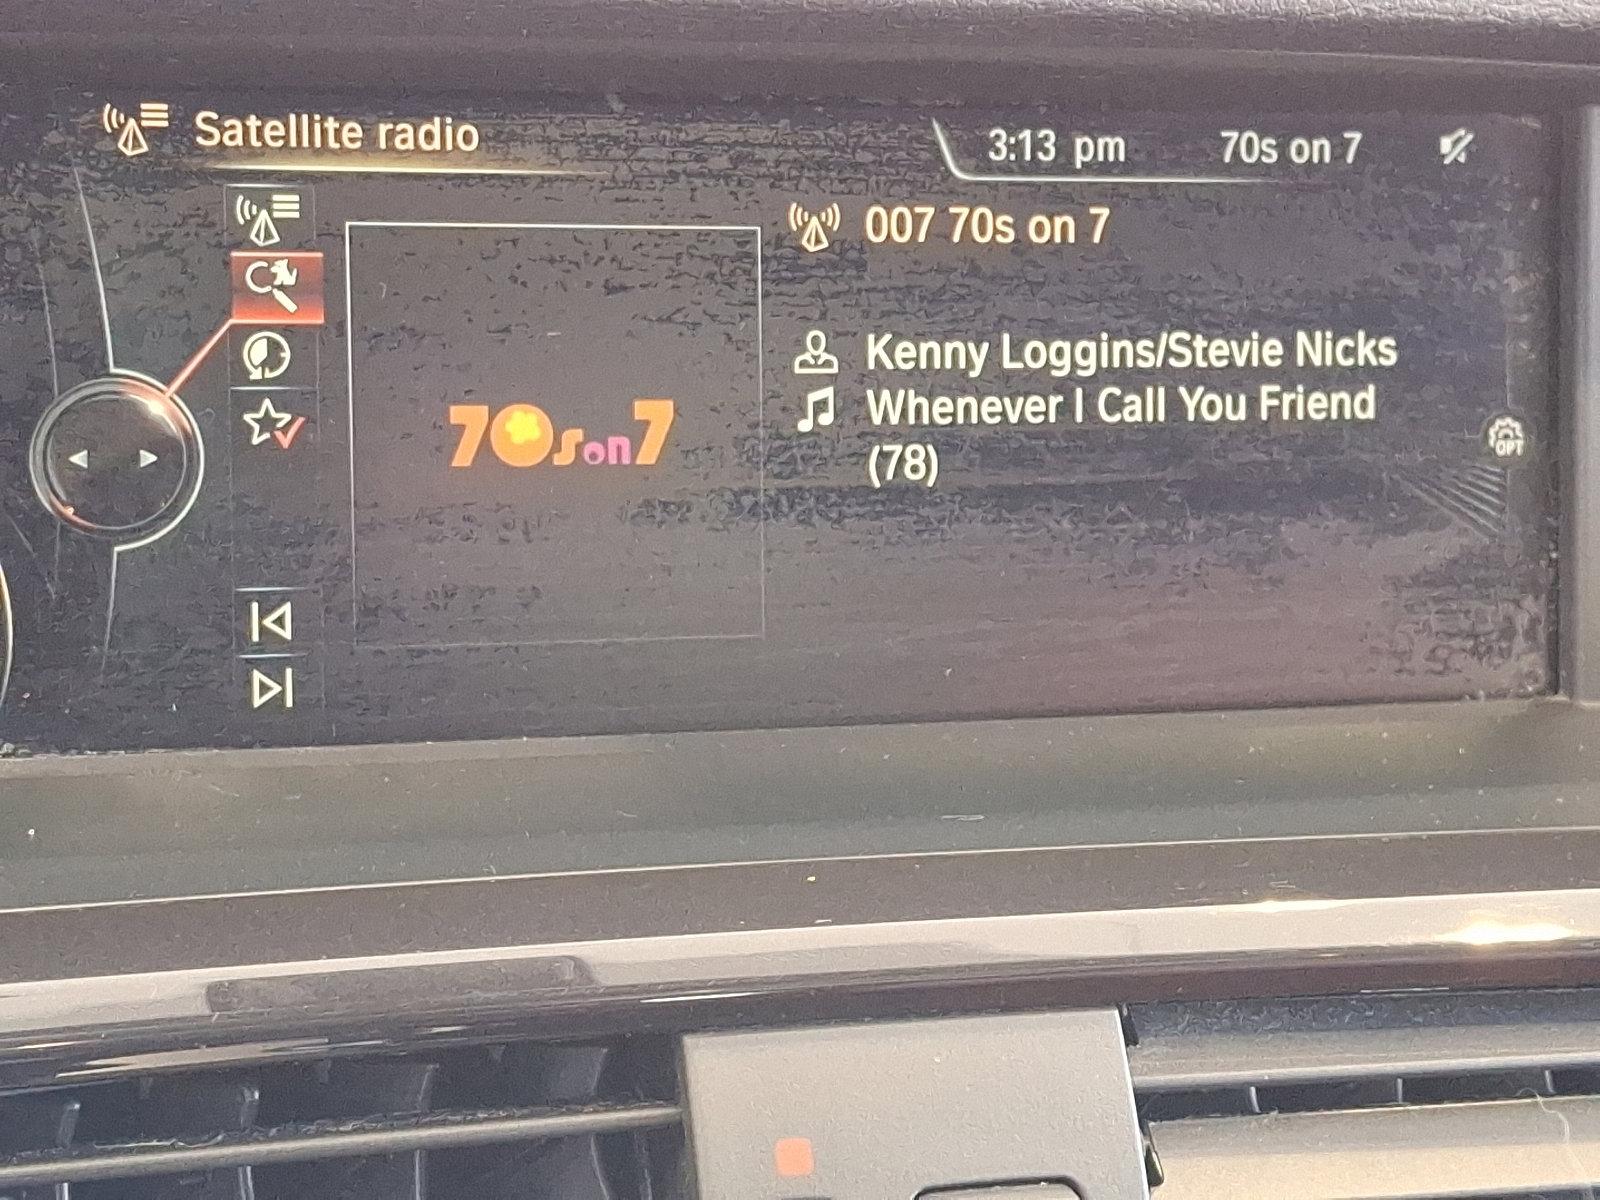 Satellite radio
3:13 pm 70s on 7
007 70s on 7
Kenny Loggins/Stevie Nicks
Whenever I Call You Friend
(78)
70s on 7
OPT